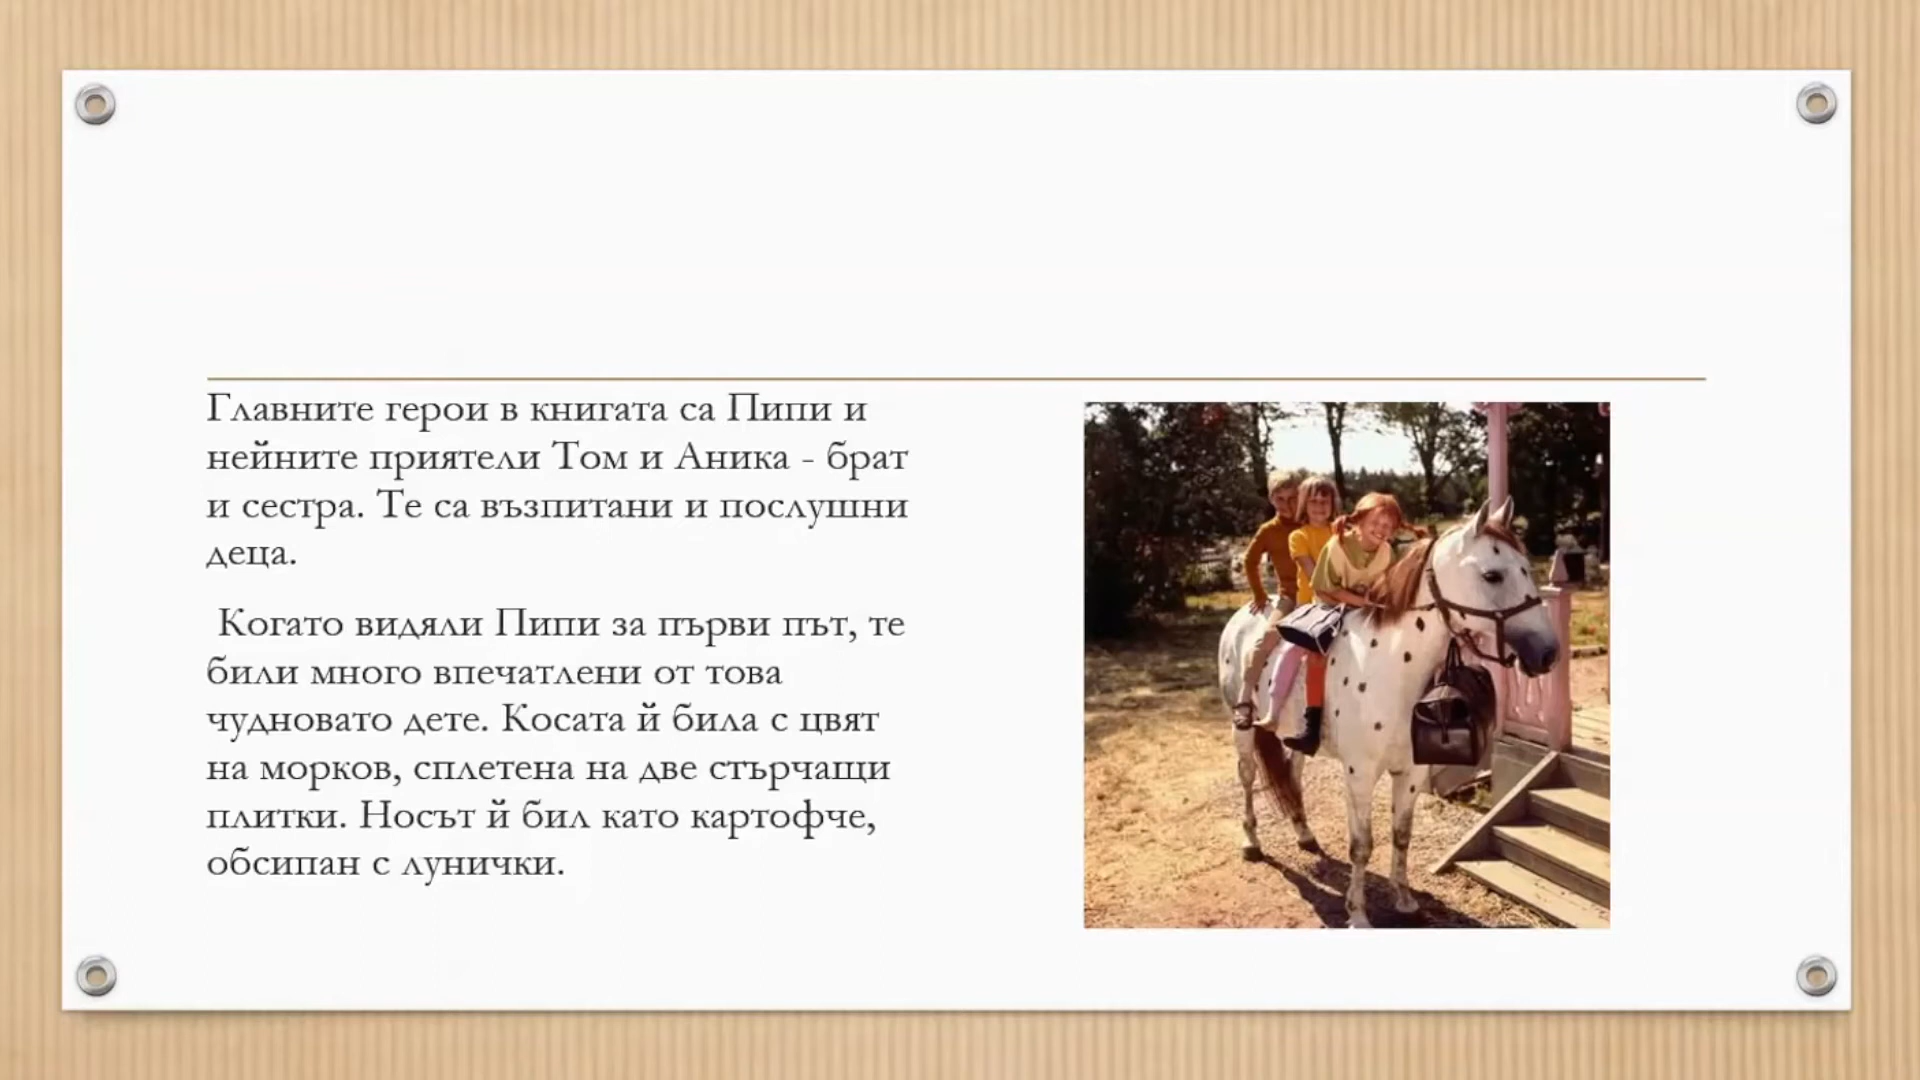 Главните герои в книгата са Пипи и
нейните приятели Том и Аника - брат
и сестра. Те са възпитани и послушни
деца.
Когато видяли Пипи за първи път, те
били много впечатлени от това
чудновато дете. Косата й била с цвят
на морков, сплетена на две стърчащи
плитки. Носът й бил като картофче,
обсипан с лунички.